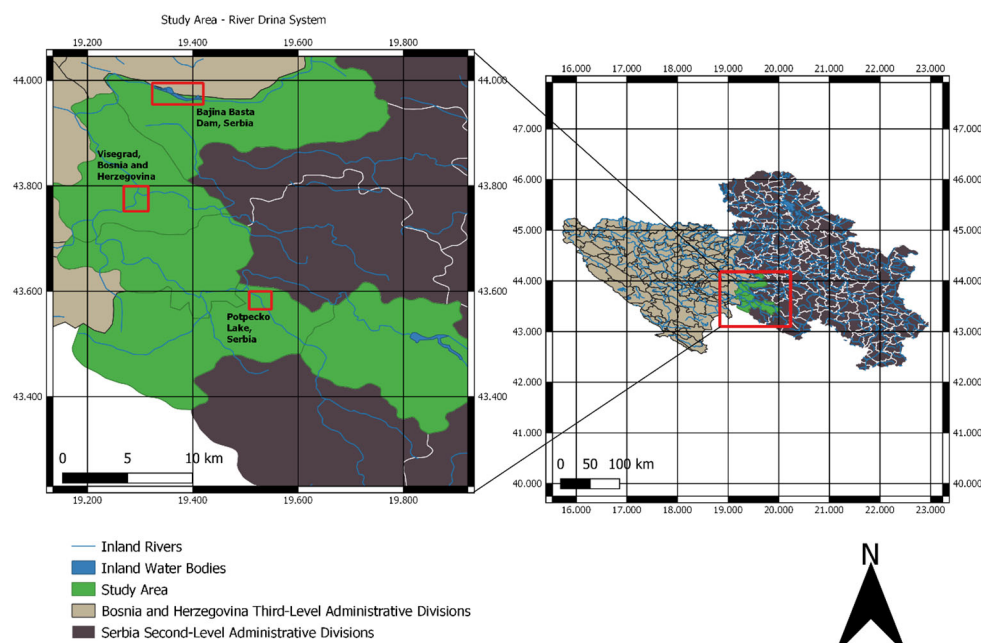 Study Area - River Drina System
19.200 19.400 19.600 19.800
44.000 44.000
43.800 43.800
43.600 43.600
43.400 43.400
Bajina Basta
Dam, Serbia
Visegrad,
Bosnia and
Herzegovina
Potpecko
Lake,
Serbia
0 5 10 km
19.200 19.400 19.600 19.800
16.000 17.000 18.000 19.000 20.000 21.000 22.000 23.000
47.000 47.000
46.000 46.000
45.000 45.000
44.000 44.000
43.000 43.000
42.000 42.000
41.000 41.000
40.000 40.000
0 50 100 km
16.000 17.000 18.000 19.000 20.000 21.000 22.000 23.000
Inland Rivers
Inland Water Bodies
Study Area
Bosnia and Herzegovina Third-Level Administrative Divisions
Serbia Second-Level Administrative Divisions
N